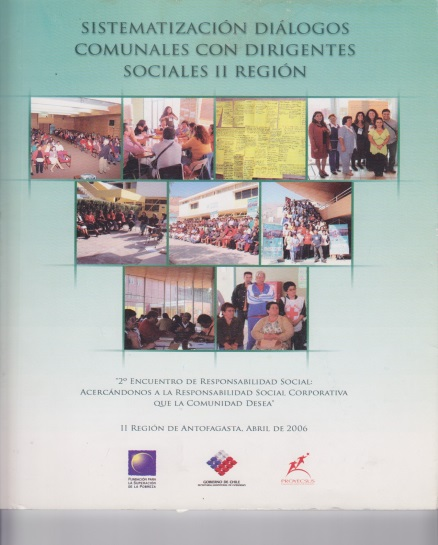 SISTEMATIZACIÓN DIÁLOGOS
COMUNALES CON DIRIGENTES
SOCIALES II REGIÓN
"2º ENCUENTRO DE RESPONSABILIDAD SOCIAL:
ACERCÁNDONOS A LA RESPONSABILIDAD SOCIAL CORPORATIVA
QUE LA COMUNIDAD DESEA"
II REGIÓN DE ANTOFAGASTA, ABRIL DE 2006
FUNDACIÓN PARA
LA SUPERACIÓN
DE LA POBREZA
GOBIERNO DE CHILE